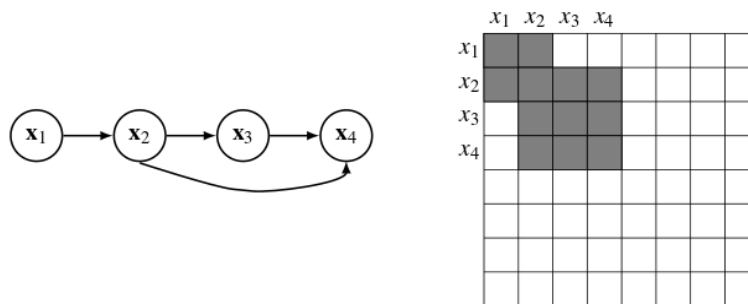 x₁ x₂ x₃ x₄
x₁
x₂
x₃
x₄
x₁ x₂ x₃ x₄